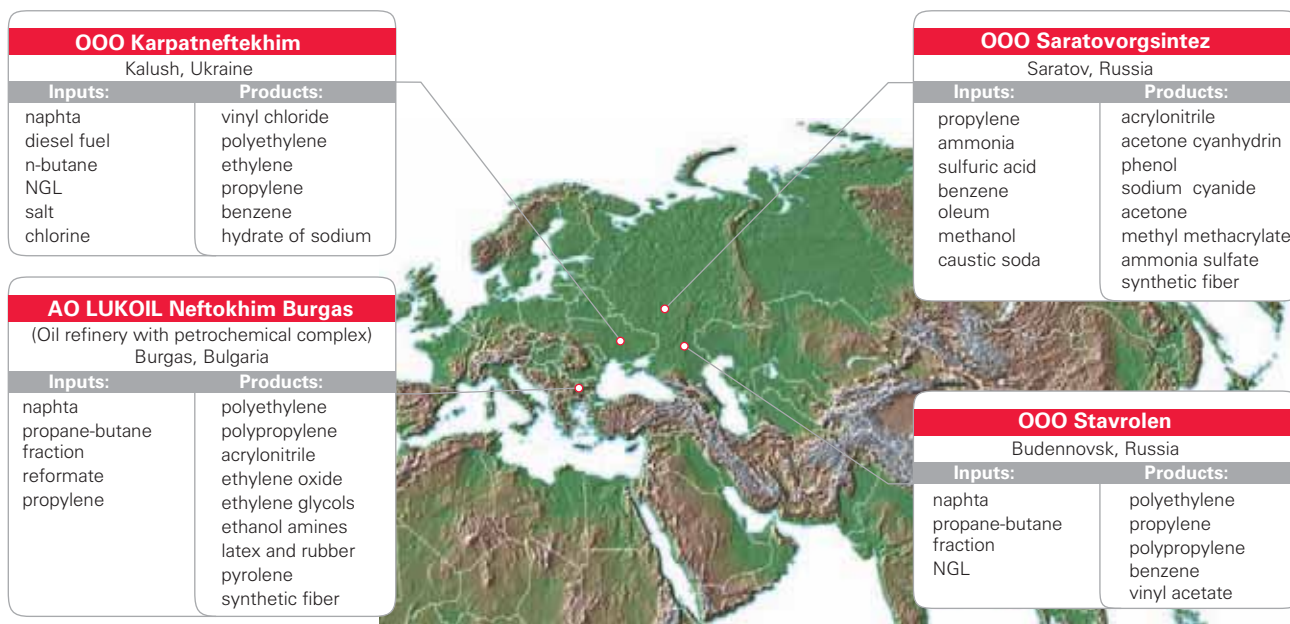 OOO Karpatneftekhim
Kalush, Ukraine
Inputs:
Products:
naphta
diesel fuel
n-butane
NGL
salt
chlorine
vinyl chloride
polyethylene
ethylene
propylene
benzene
hydrate of sodium
AO LUKOIL Neftokhim Burgas
(Oil refinery with petrochemical complex)
Burgas, Bulgaria
Inputs:
Products:
naphta
propane-butane
fraction
reformate
propylene
polyethylene
polypropylene
acrylonitrile
ethylene oxide
ethylene glycols
ethanol amines
latex and rubber
pyrolene
synthetic fiber
OOO Saratovorgsintez
Saratov, Russia
Inputs:
Products:
propylene
ammonia
sulfuric acid
benzene
oleum
methanol
caustic soda
acrylonitrile
acetone cyanhydrin
phenol
sodium cyanide
acetone
methyl methacrylate
ammonia sulfate
synthetic fiber
OOO Stavrolen
Budennovsk, Russia
Inputs:
Products:
naphta
propane-butane
fraction
NGL
polyethylene
propylene
polypropylene
benzene
vinyl acetate